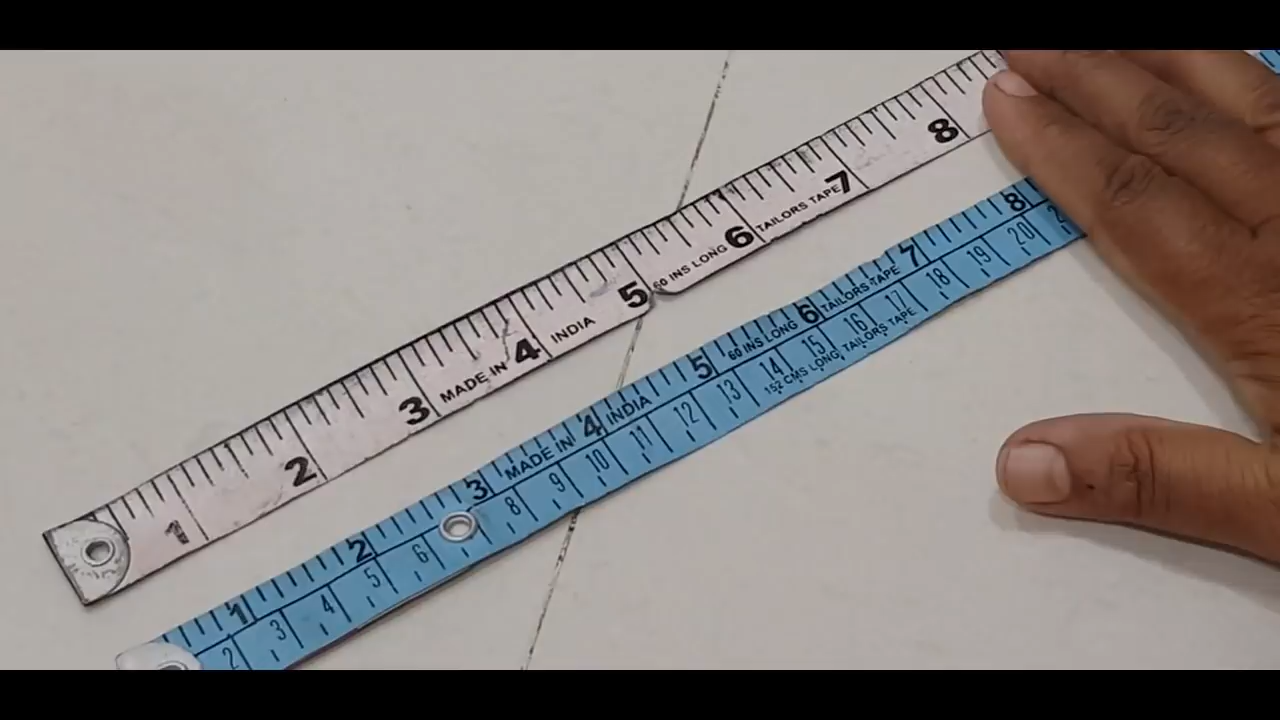 1 2 3 MADE IN 4 INDIA 5 60 INS LONG 6 TAILORS TAPE 7 8
1 2 3 MADE IN 4 INDIA 5 60 INS LONG 6 TAILORS TAPE 7 8
2 3 4 5 6 8 9 10 11 12 13 14 15 16 17 18 19 20
152 CMS LONG TAILORS TAPE